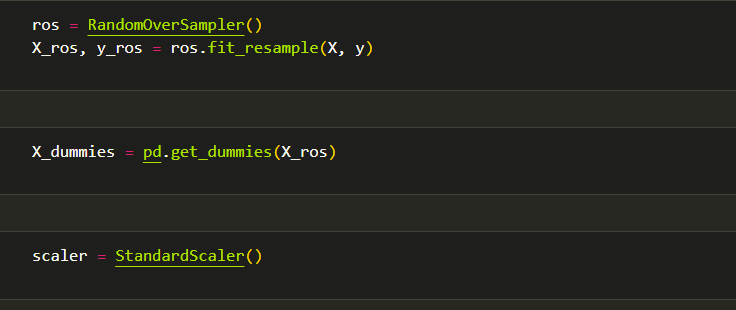 ros = RandomOverSampler()
X_ros, y_ros = ros.fit_resample(X, y)
X_dummies = pd.get_dummies(X_ros)
scaler = StandardScaler()